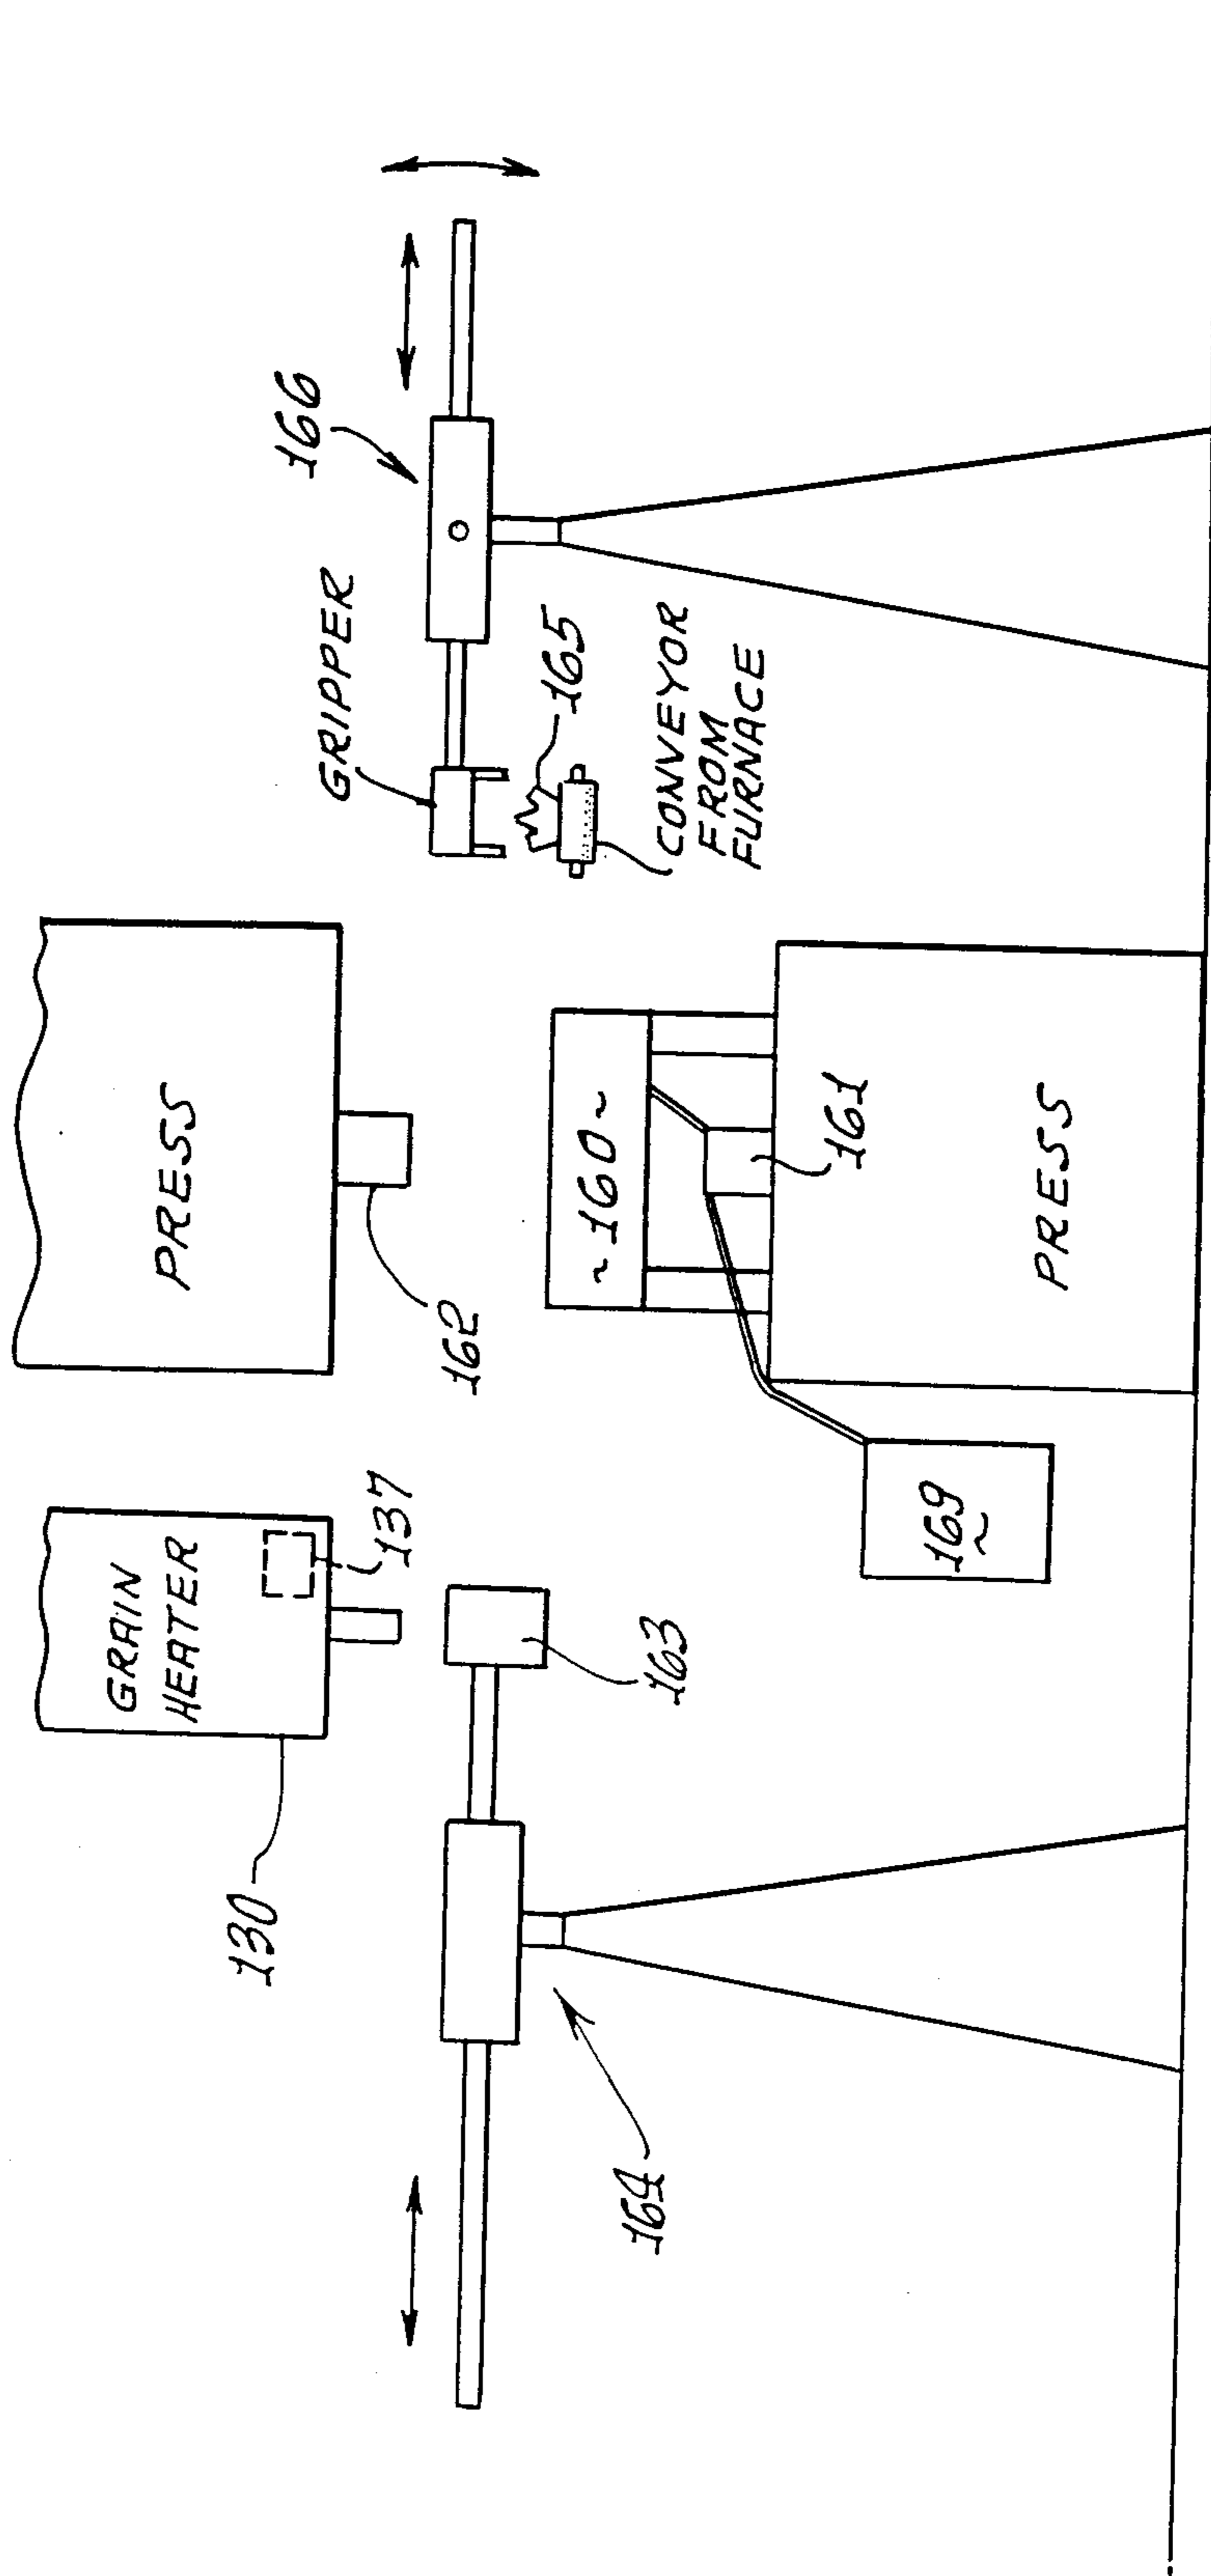 130
GRAIN
HEATER
137
PRESS
162
GRIPPER
166
164
163
~160~
161
169
PRESS
165
CONVEYOR
FROM
FURNACE